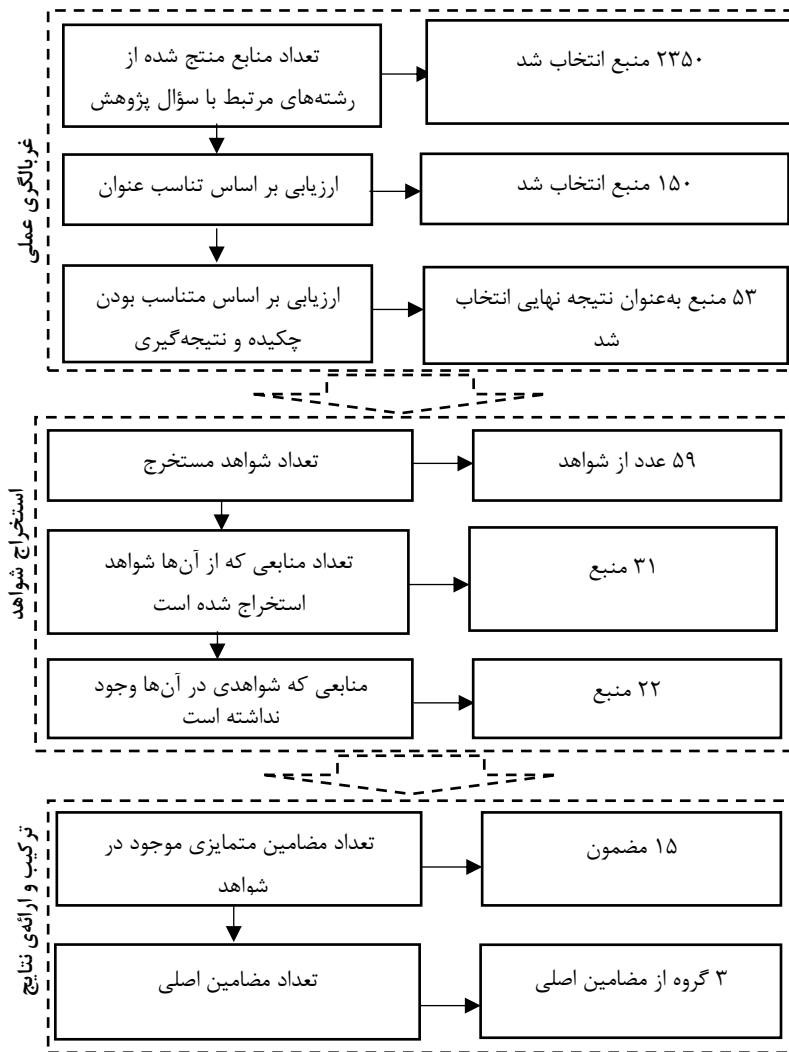 غربالگری عملی
تعداد منابع منتج شده از
رشته‌های مرتبط با سؤال پژوهش
۲۳۵۰ منبع انتخاب شد
ارزیابی بر اساس تناسب عنوان
۱۵۰ منبع انتخاب شد
ارزیابی بر اساس متناسب بودن
چکیده و نتیجه‌گیری
۵۳ منبع به‌عنوان نتیجه نهایی انتخاب
شد
استخراج شواهد
تعداد شواهد مستخرج
۵۹ عدد از شواهد
تعداد منابعی که از آن‌ها شواهد
استخراج شده است
۳۱ منبع
منابعی که شواهدی در آن‌ها وجود
نداشته است
۲۲ منبع
ترکیب و ارائه‌ی نتایج
تعداد مضامین متمایزی موجود در
شواهد
۱۵ مضمون
تعداد مضامین اصلی
۳ گروه از مضامین اصلی